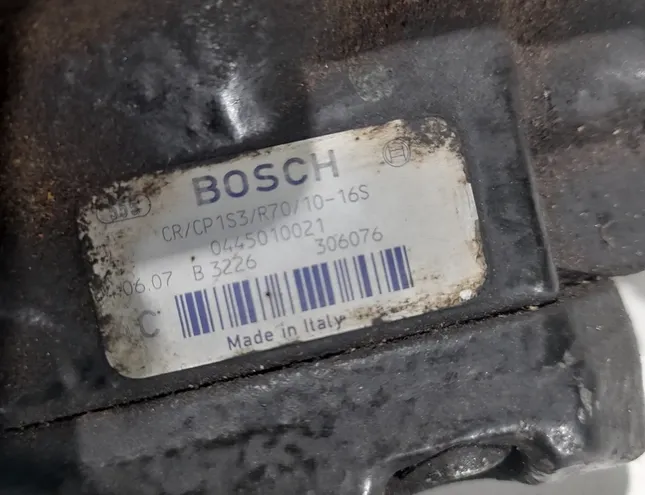 BOSCH
CR/CP1S3/R70/10-16S
0445010021
06.07 B 3226 306076
C
Made in Italy